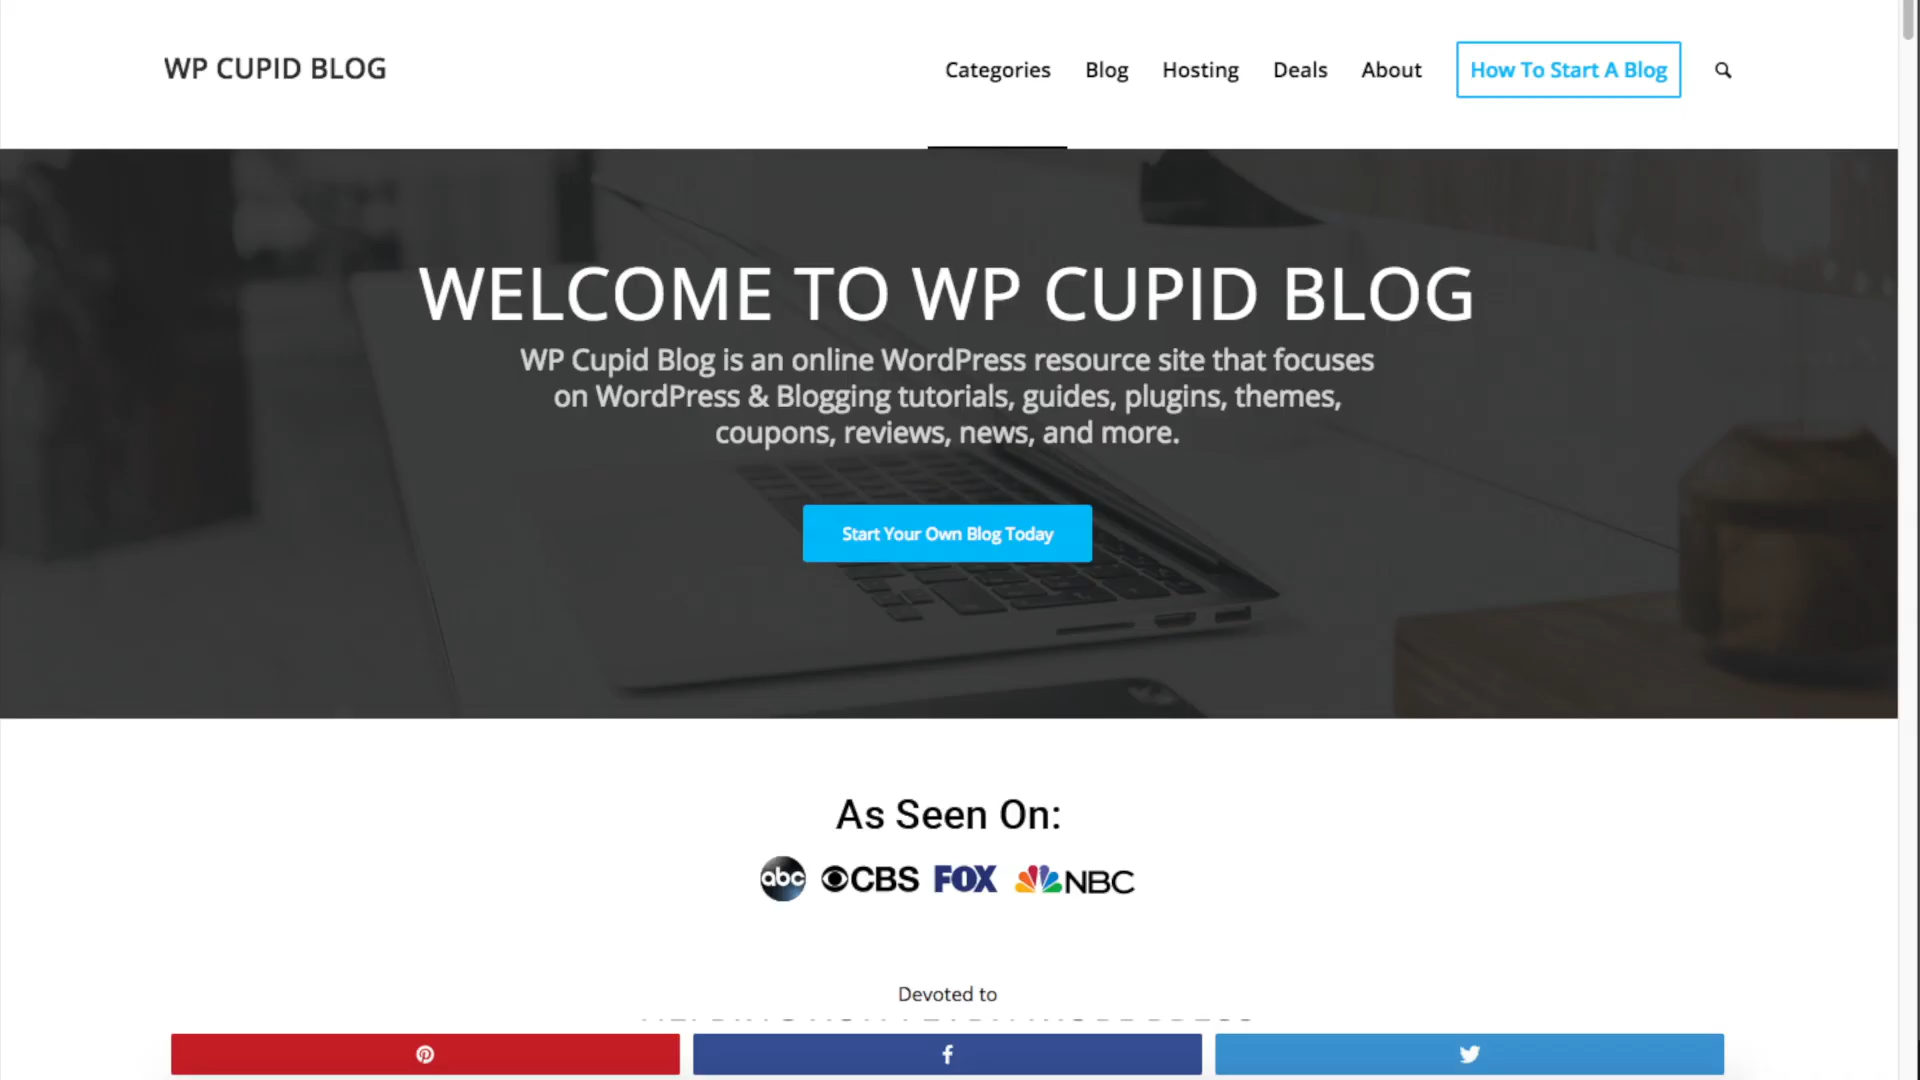 WP CUPID BLOG
Categories Blog Hosting Deals About How To Start A Blog
WELCOME TO WP CUPID BLOG
WP Cupid Blog is an online WordPress resource site that focuses
on WordPress & Blogging tutorials, guides, plugins, themes,
coupons, reviews, news, and more.
Start Your Own Blog Today
As Seen On:
abc CBS FOX NBC
Devoted to